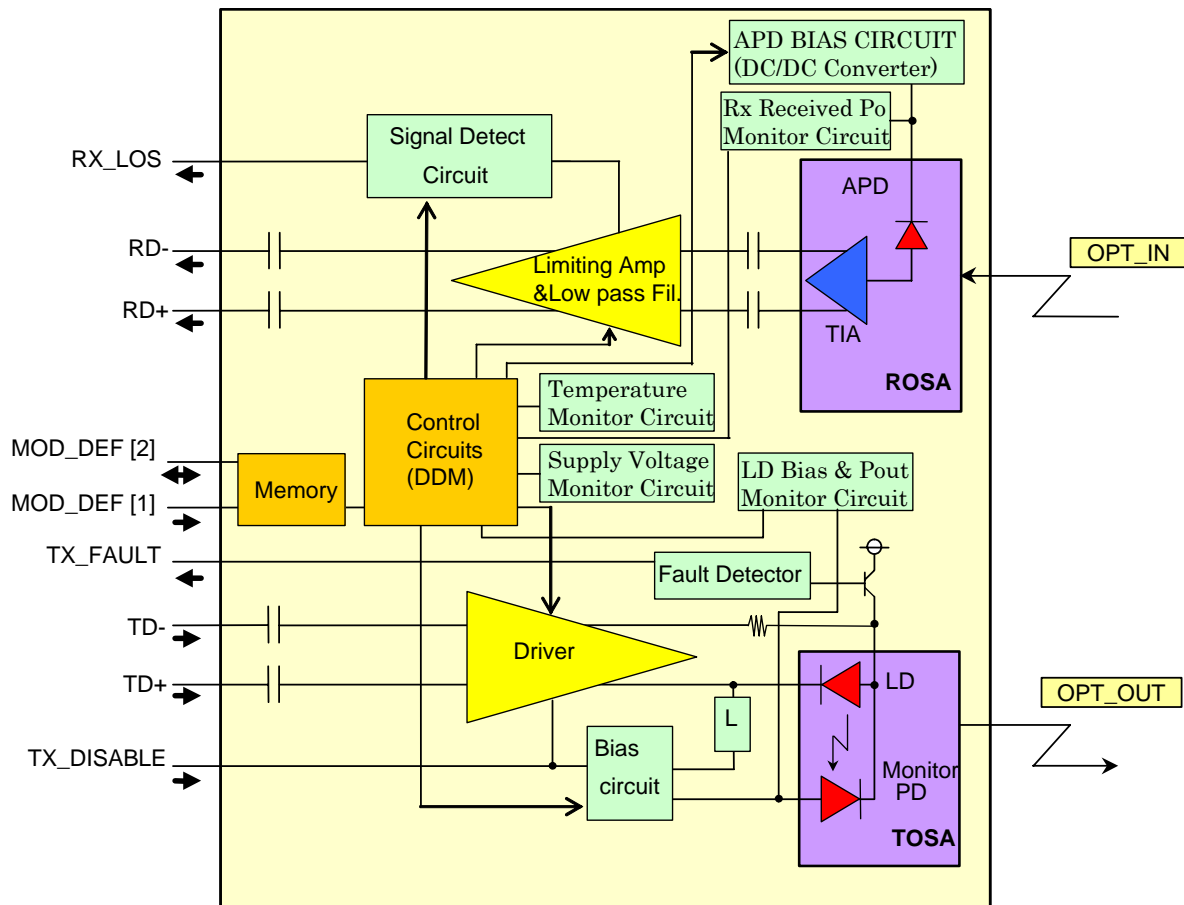 APD BIAS CIRCUIT
(DC/DC Converter)
Rx Received Po
Monitor Circuit
Signal Detect
Circuit
RX_LOS
APD
RD-
OPT_IN
Limiting Amp
&Low pass Fil.
RD+
TIA
ROSA
Temperature
Monitor Circuit
Control
Circuits
(DDM)
MOD_DEF [2]
Supply Voltage
Monitor Circuit
LD Bias & Pout
Monitor Circuit
Memory
MOD_DEF [1]
TX_FAULT
Fault Detector
TD-
Driver
TD+
LD
OPT_OUT
L
TX_DISABLE
Bias
circuit
Monitor
PD
TOSA